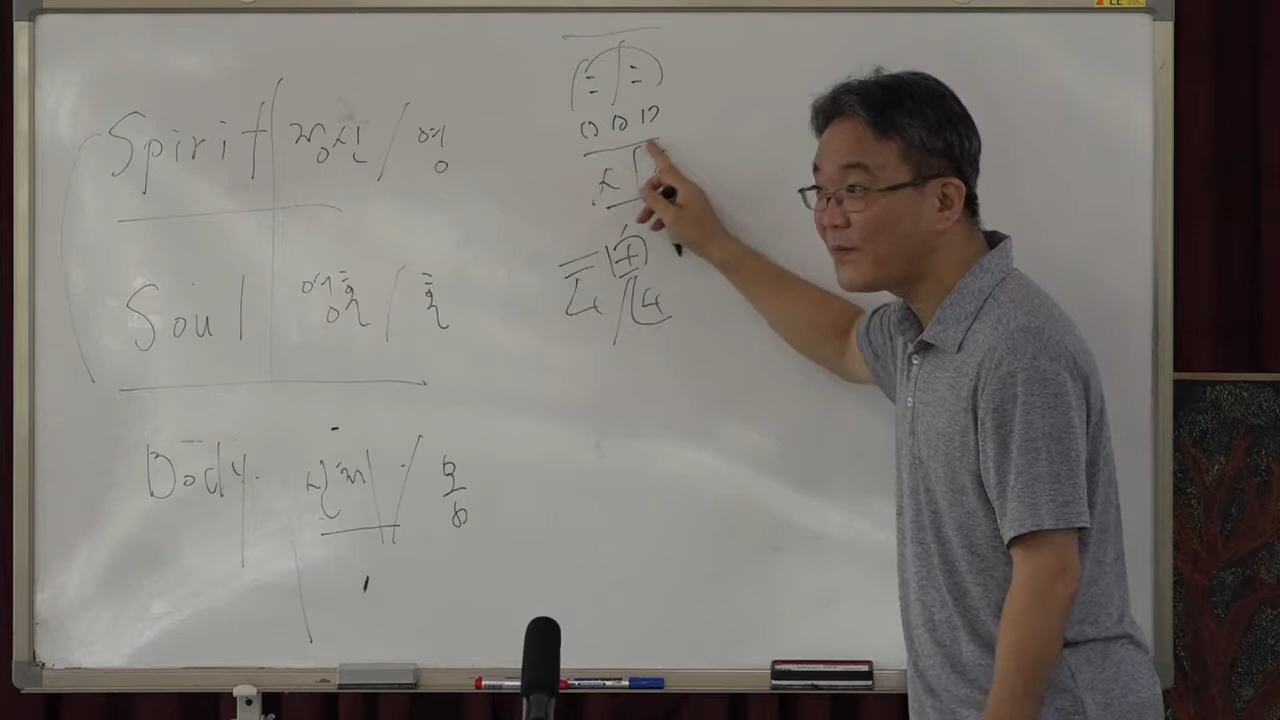 Spirit 정신 / 영
Soul 영혼 / 혼
Body 신체 / 몸
靈
魂